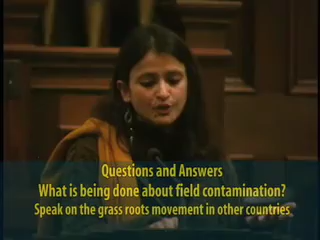 Questions and Answers
What is being done about field contamination?
Speak on the grass roots movement in other countries